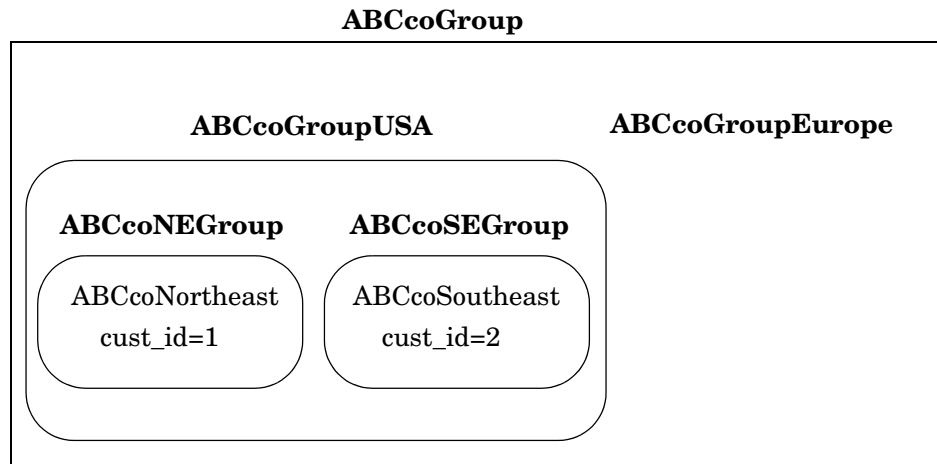 ABCcoGroup
ABCcoGroupUSA
ABCcoGroupEurope
ABCcoNEGroup
ABCcoSEGroup
ABCcoNortheast
cust_id=1
ABCcoSoutheast
cust_id=2